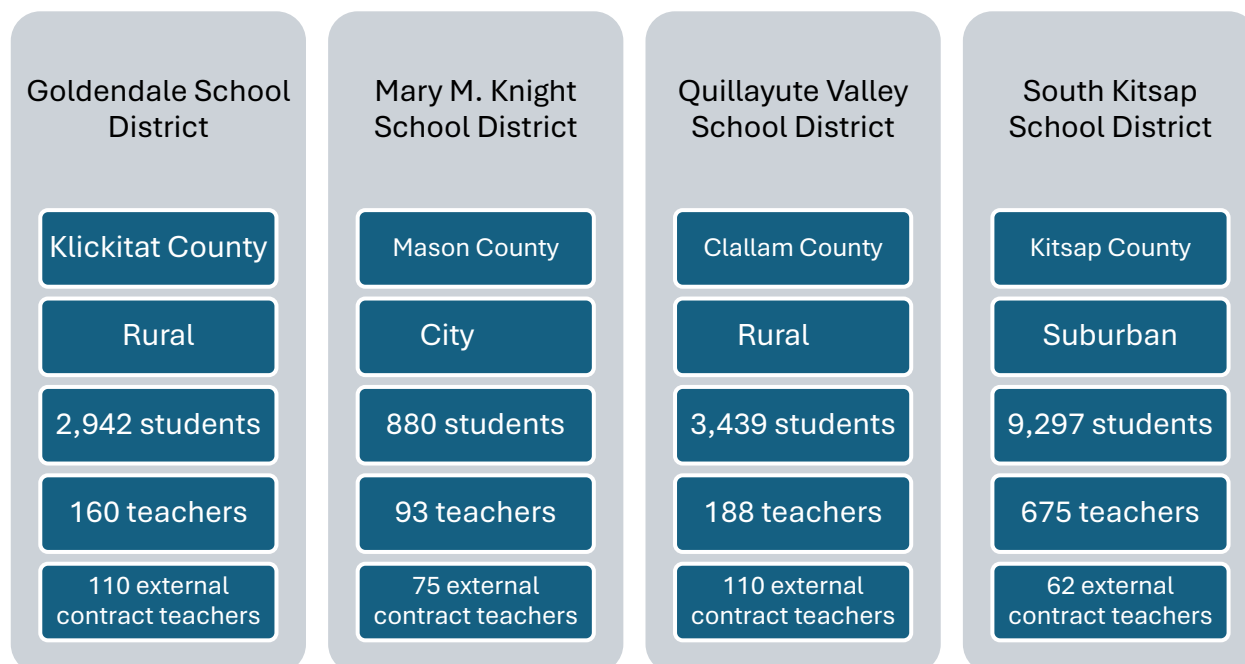 Goldendale School
District
Klickitat County
Rural
2,942 students
160 teachers
110 external
contract teachers
Mary M. Knight
School District
Mason County
City
880 students
93 teachers
75 external
contract teachers
Quillayute Valley
School District
Clallam County
Rural
3,439 students
188 teachers
110 external
contract teachers
South Kitsap
School District
Kitsap County
Suburban
9,297 students
675 teachers
62 external
contract teachers